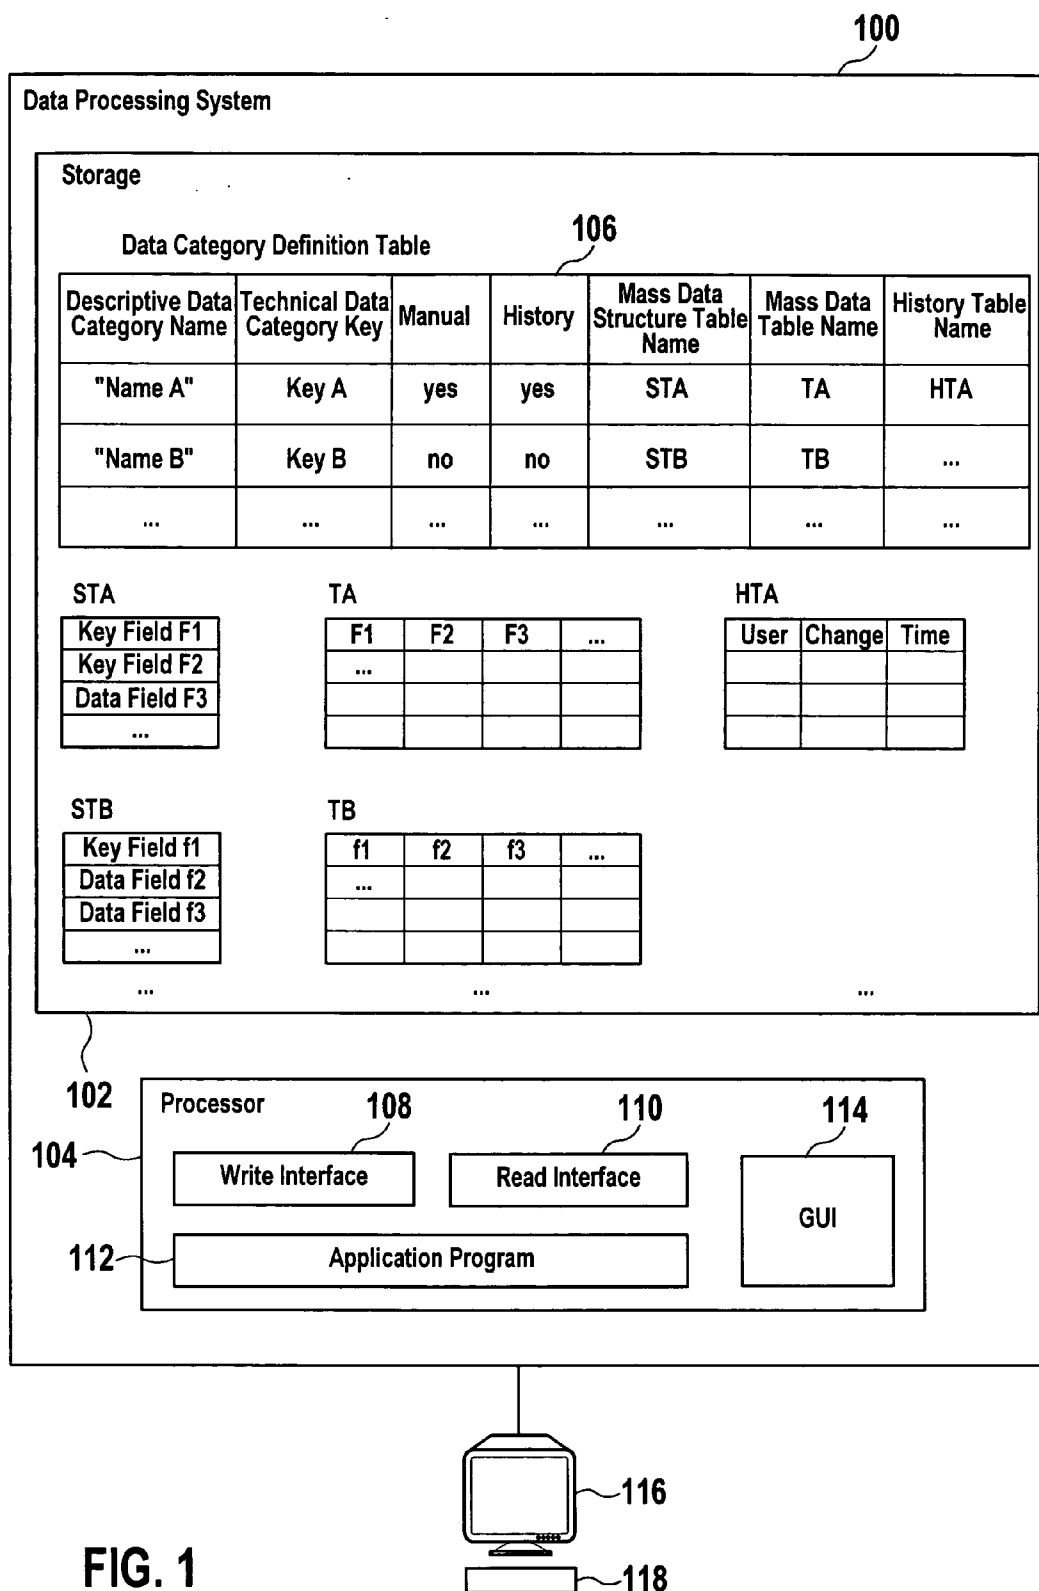 100
Data Processing System
Storage
Data Category Definition Table
106
Descriptive Data Category Name | Technical Data Category Key | Manual | History | Mass Data Structure Table Name | Mass Data Table Name | History Table Name
"Name A" | Key A | yes | yes | STA | TA | HTA
"Name B" | Key B | no | no | STB | TB | ...
... | ... | ... | ... | ... | ... | ...
STA
Key Field F1
Key Field F2
Data Field F3
...
TA
F1 | F2 | F3 | ...
...
HTA
User | Change | Time
STB
Key Field f1
Data Field f2
Data Field f3
...
TB
f1 | f2 | f3 | ...
...
... ... ...
102
104
Processor
108
Write Interface
110
Read Interface
114
GUI
112
Application Program
116
118
FIG. 1